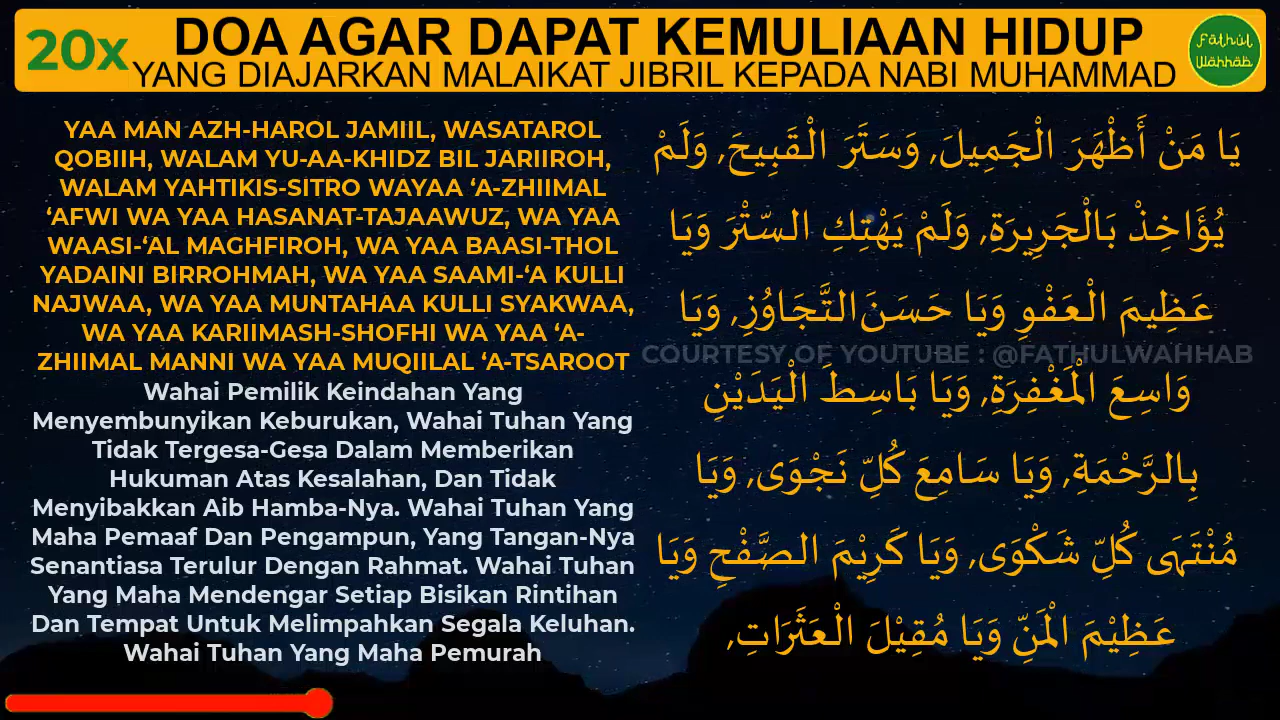 20x
DOA AGAR DAPAT KEMULIAAN HIDUP
YANG DIAJARKAN MALAIKAT JIBRIL KEPADA NABI MUHAMMAD
Fathul
Wahhab
YAA MAN AZH-HAROL JAMIIL, WASATAROL
QOBIIH, WALAM YU-AA-KHIDZ BIL JARIIROH,
WALAM YAHTIKIS-SITRO WAYAA ‘A-ZHIIMAL
‘AFWI WA YAA HASANAT-TAJAAWUZ, WA YAA
WAASI-‘AL MAGHFIROH, WA YAA BAASI-THOL
YADAINI BIRROHMAH, WA YAA SAAMI-‘A KULLI
NAJWAA, WA YAA MUNTAHAA KULLI SYAKWAA,
WA YAA KARIIMASH-SHOFHI WA YAA ‘A-
ZHIIMAL MANNI WA YAA MUQIILAL ‘A-TSAROOT
Wahai Pemilik Keindahan Yang
Menyembunyikan Keburukan, Wahai Tuhan Yang
Tidak Tergesa-Gesa Dalam Memberikan
Hukuman Atas Kesalahan, Dan Tidak
Menyibakkan Aib Hamba-Nya. Wahai Tuhan Yang
Maha Pemaaf Dan Pengampun, Yang Tangan-Nya
Senantiasa Terulur Dengan Rahmat. Wahai Tuhan
Yang Maha Mendengar Setiap Bisikan Rintihan
Dan Tempat Untuk Melimpahkan Segala Keluhan.
Wahai Tuhan Yang Maha Pemurah
يَا مَنْ أَظْهَرَ الْجَمِيلَ, وَسَتَرَ الْقَبِيحَ, وَلَمْ
يُؤَاخِذْ بَالْجَرِيرَةِ, وَلَمْ يَهْتِكِ السّتْرَ وَيَا
عَظِيمَ الْعَفْوِ وَيَا حَسَنَ التَّجَاوُزِ, وَيَا
COURTESY OF YOUTUBE : @FATHULWAHHAB
وَاسِعَ الْمَغْفِرَةِ, وَيَا بَاسِطَ الْيَدَيْنِ
بِالرَّحْمَةِ, وَيَا سَامِعَ كُلِّ نَجْوَى, وَيَا
مُنْتَهَى كُلِّ شَكْوَى, وَيَا كَرِيْمَ الصَّفْحِ وَيَا
عَظِيْمَ الْمَنِّ وَيَا مُقِيْلَ الْعَثَرَاتِ,